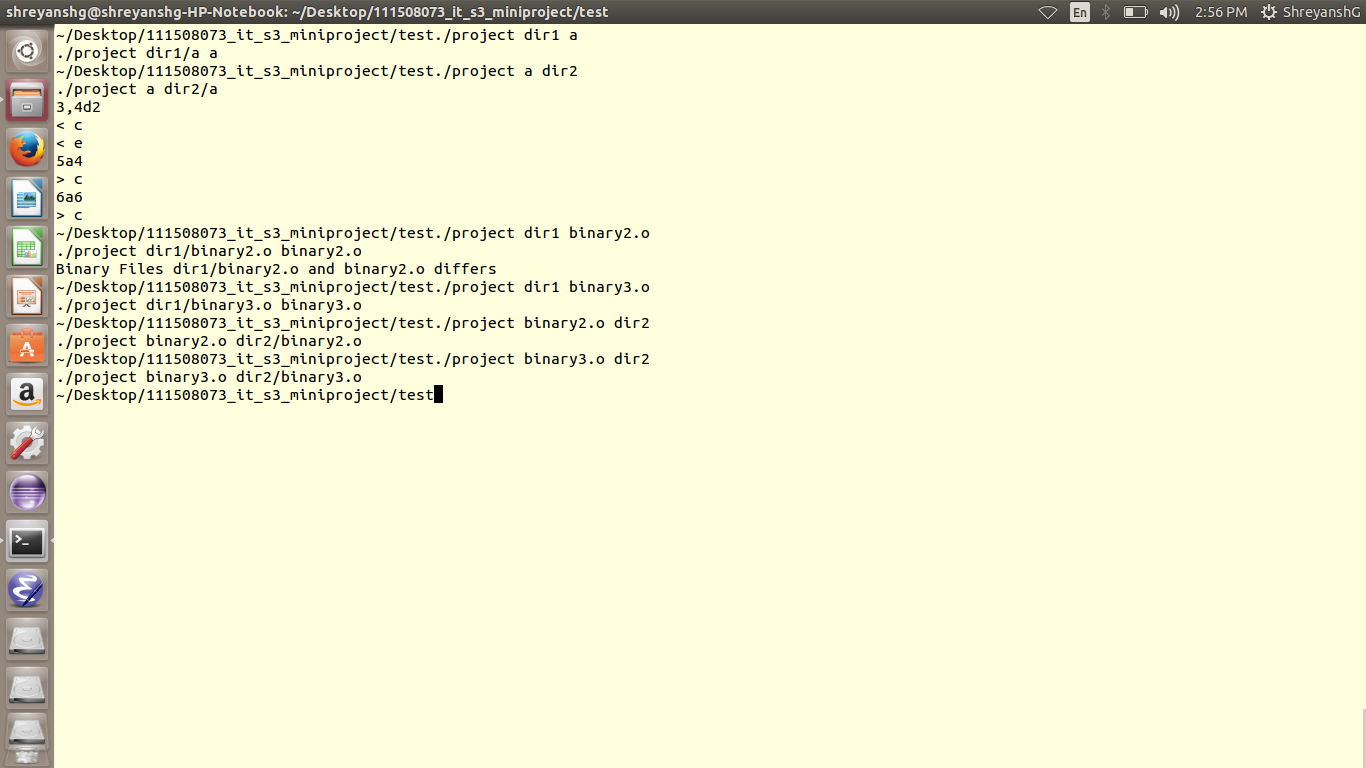 shreyanshg@shreyanshg-HP-Notebook: ~/Desktop/111508073_it_s3_miniproject/test En 2:56 PM ShreyanshG
~/Desktop/111508073_it_s3_miniproject/test./project dir1 a
./project dir1/a a
~/Desktop/111508073_it_s3_miniproject/test./project a dir2
./project a dir2/a
3,4d2
< c
< e
5a4
> c
6a6
> c
~/Desktop/111508073_it_s3_miniproject/test./project dir1 binary2.o
./project dir1/binary2.o binary2.o
Binary Files dir1/binary2.o and binary2.o differs
~/Desktop/111508073_it_s3_miniproject/test./project dir1 binary3.o
./project dir1/binary3.o binary3.o
~/Desktop/111508073_it_s3_miniproject/test./project binary2.o dir2
./project binary2.o dir2/binary2.o
~/Desktop/111508073_it_s3_miniproject/test./project binary3.o dir2
./project binary3.o dir2/binary3.o
~/Desktop/111508073_it_s3_miniproject/test